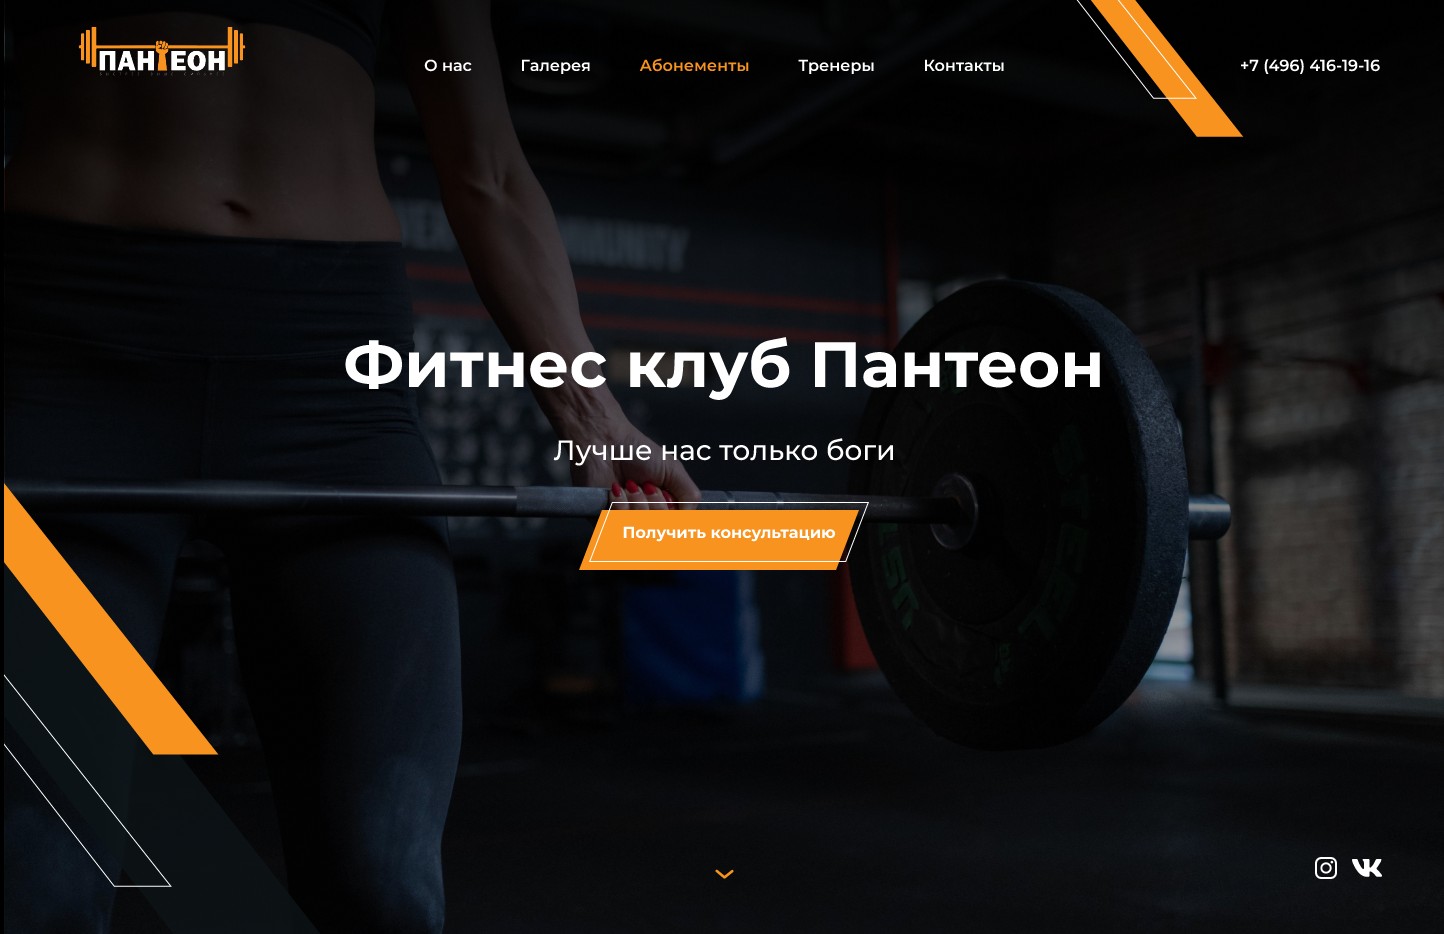 ПАНТЕОН
О нас
Галерея
Абонементы
Тренеры
Контакты
+7 (496) 416-19-16
Фитнес клуб Пантеон
Лучше нас только боги
Получить консультацию